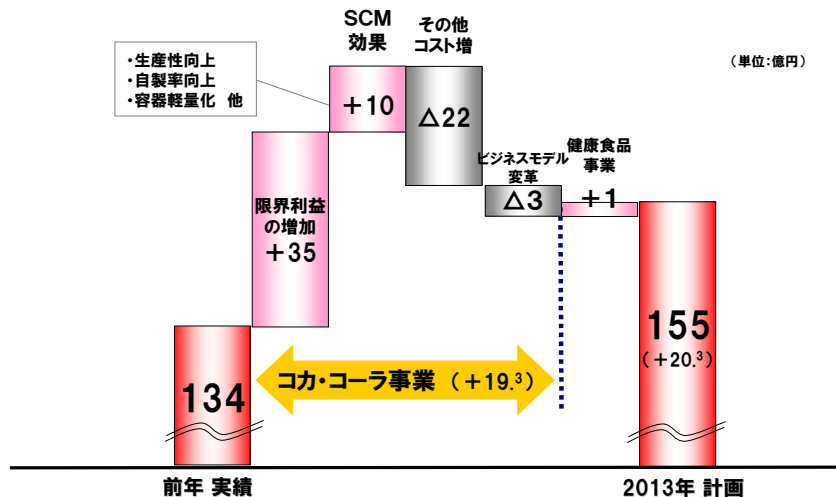 (単位:億円)
・生産性向上
・自製率向上
・容器軽量化 他
SCM
効果
+10
その他
コスト増
△22
ビジネスモデル
変革
△3
健康食品
事業
+1
限界利益
の増加
+35
134
155
(+20.³)
コカ・コーラ事業 (+19.³)
前年 実績
2013年 計画